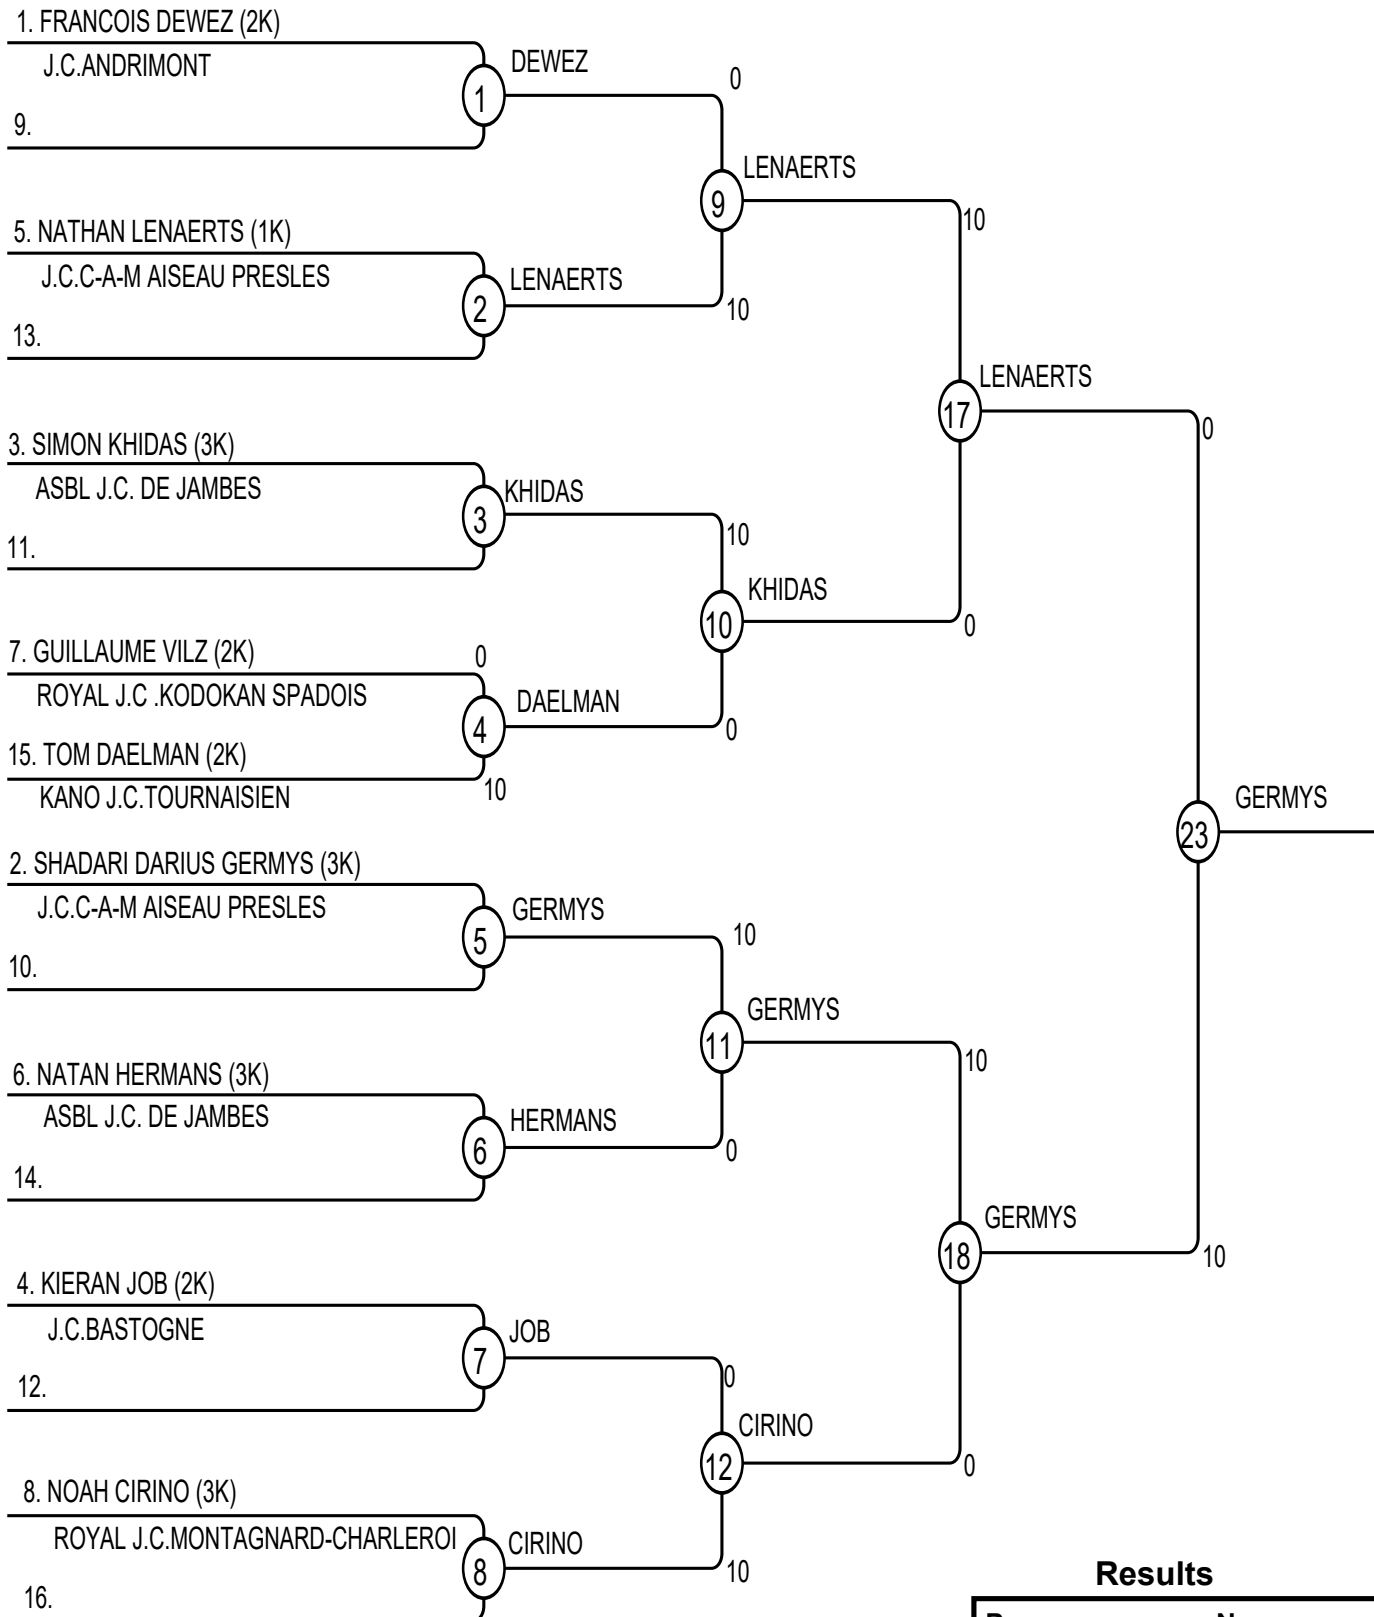 1. FRANCOIS DEWEZ (2K)
J.C.ANDRIMONT
9.
1
DEWEZ
0
5. NATHAN LENAERTS (1K)
J.C.C-A-M AISEAU PRESLES
13.
2
LENAERTS
10
9
LENAERTS
10
3. SIMON KHIDAS (3K)
ASBL J.C. DE JAMBES
11.
3
KHIDAS
10
7. GUILLAUME VILZ (2K)
0
ROYAL J.C .KODOKAN SPADOIS
15. TOM DAELMAN (2K)
10
KANO J.C.TOURNAISIEN
4
DAELMAN
0
10
KHIDAS
0
17
LENAERTS
0
2. SHADARI DARIUS GERMYS (3K)
J.C.C-A-M AISEAU PRESLES
10.
5
GERMYS
10
6. NATAN HERMANS (3K)
ASBL J.C. DE JAMBES
14.
6
HERMANS
0
11
GERMYS
10
4. KIERAN JOB (2K)
J.C.BASTOGNE
12.
7
JOB
0
8. NOAH CIRINO (3K)
ROYAL J.C.MONTAGNARD-CHARLEROI
16.
8
CIRINO
10
12
CIRINO
0
18
GERMYS
10
23
GERMYS
Results